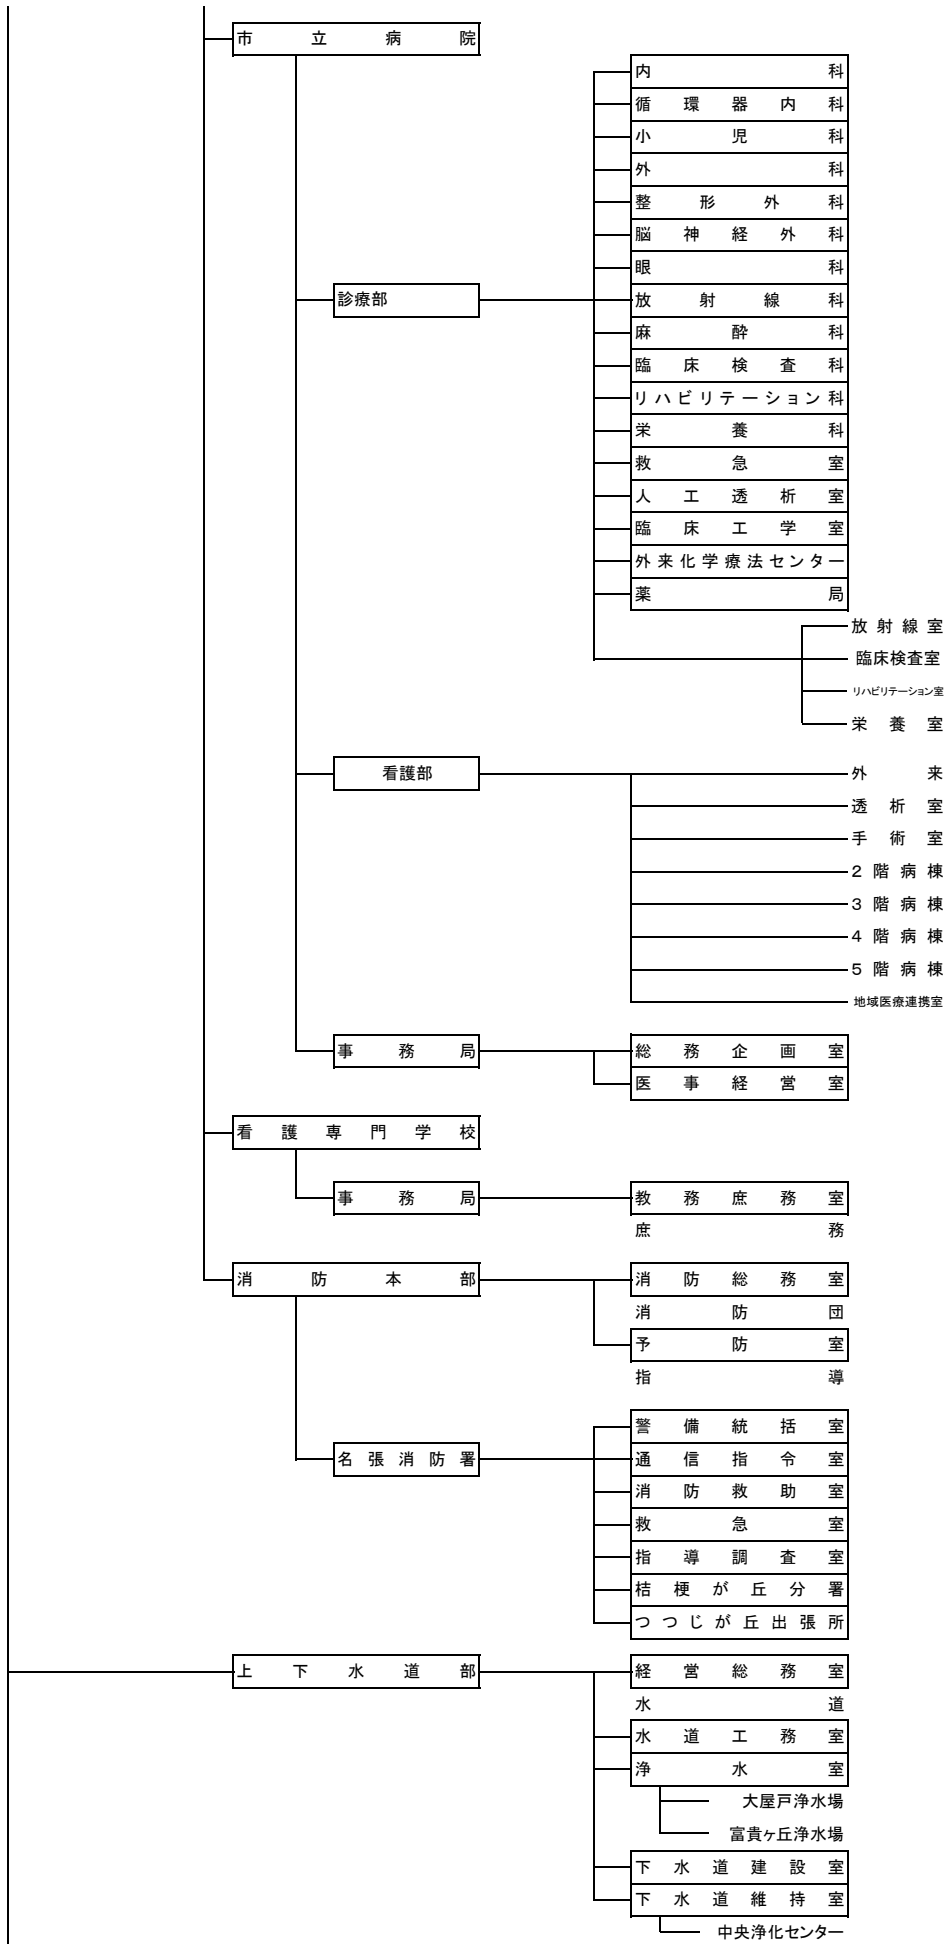 市立病院
内科
循環器内科
小児科
外科
整形外科
脳神経外科
眼科
診療部
放射線科
麻酔科
臨床検査科
リハビリテーション科
栄養科
救急室
人工透析室
臨床工学室
外来化学療法センター
薬局
放射線室
臨床検査室
リハビリテーション室
栄養室
看護部
外来
透析室
手術室
2階病棟
3階病棟
4階病棟
5階病棟
地域医療連携室
事務局
総務企画室
医事経営室
看護専門学校
事務局
教務庶務室
庶務
消防本部
消防総務室
消防団
予防室
指導
警備統括室
名張消防署
通信指令室
消防救助室
救急室
指導調査室
桔梗が丘分署
つつじが丘出張所
上下水道部
経営総務室
水道
水道工務室
浄水室
大屋戸浄水場
富貴ヶ丘浄水場
下水道建設室
下水道維持室
中央浄化センター